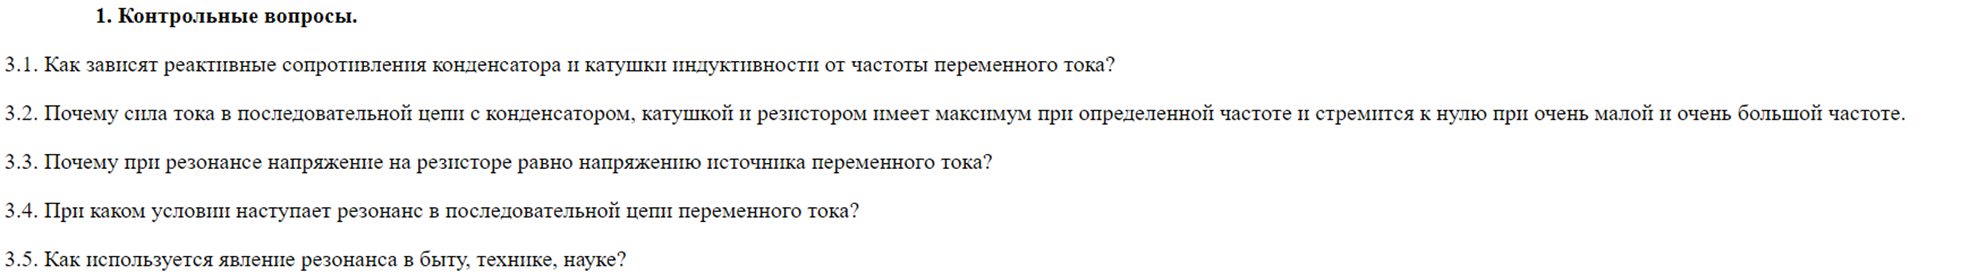 1. Контрольные вопросы.
3.1. Как зависят реактивные сопротивления конденсатора и катушки индуктивности от частоты переменного тока?
3.2. Почему сила тока в последовательной цепи с конденсатором, катушкой и резистором имеет максимум при определенной частоте и стремится к нулю при очень малой и очень большой частоте.
3.3. Почему при резонансе напряжение на резисторе равно напряжению источника переменного тока?
3.4. При каком условии наступает резонанс в последовательной цепи переменного тока?
3.5. Как используется явление резонанса в быту, технике, науке?